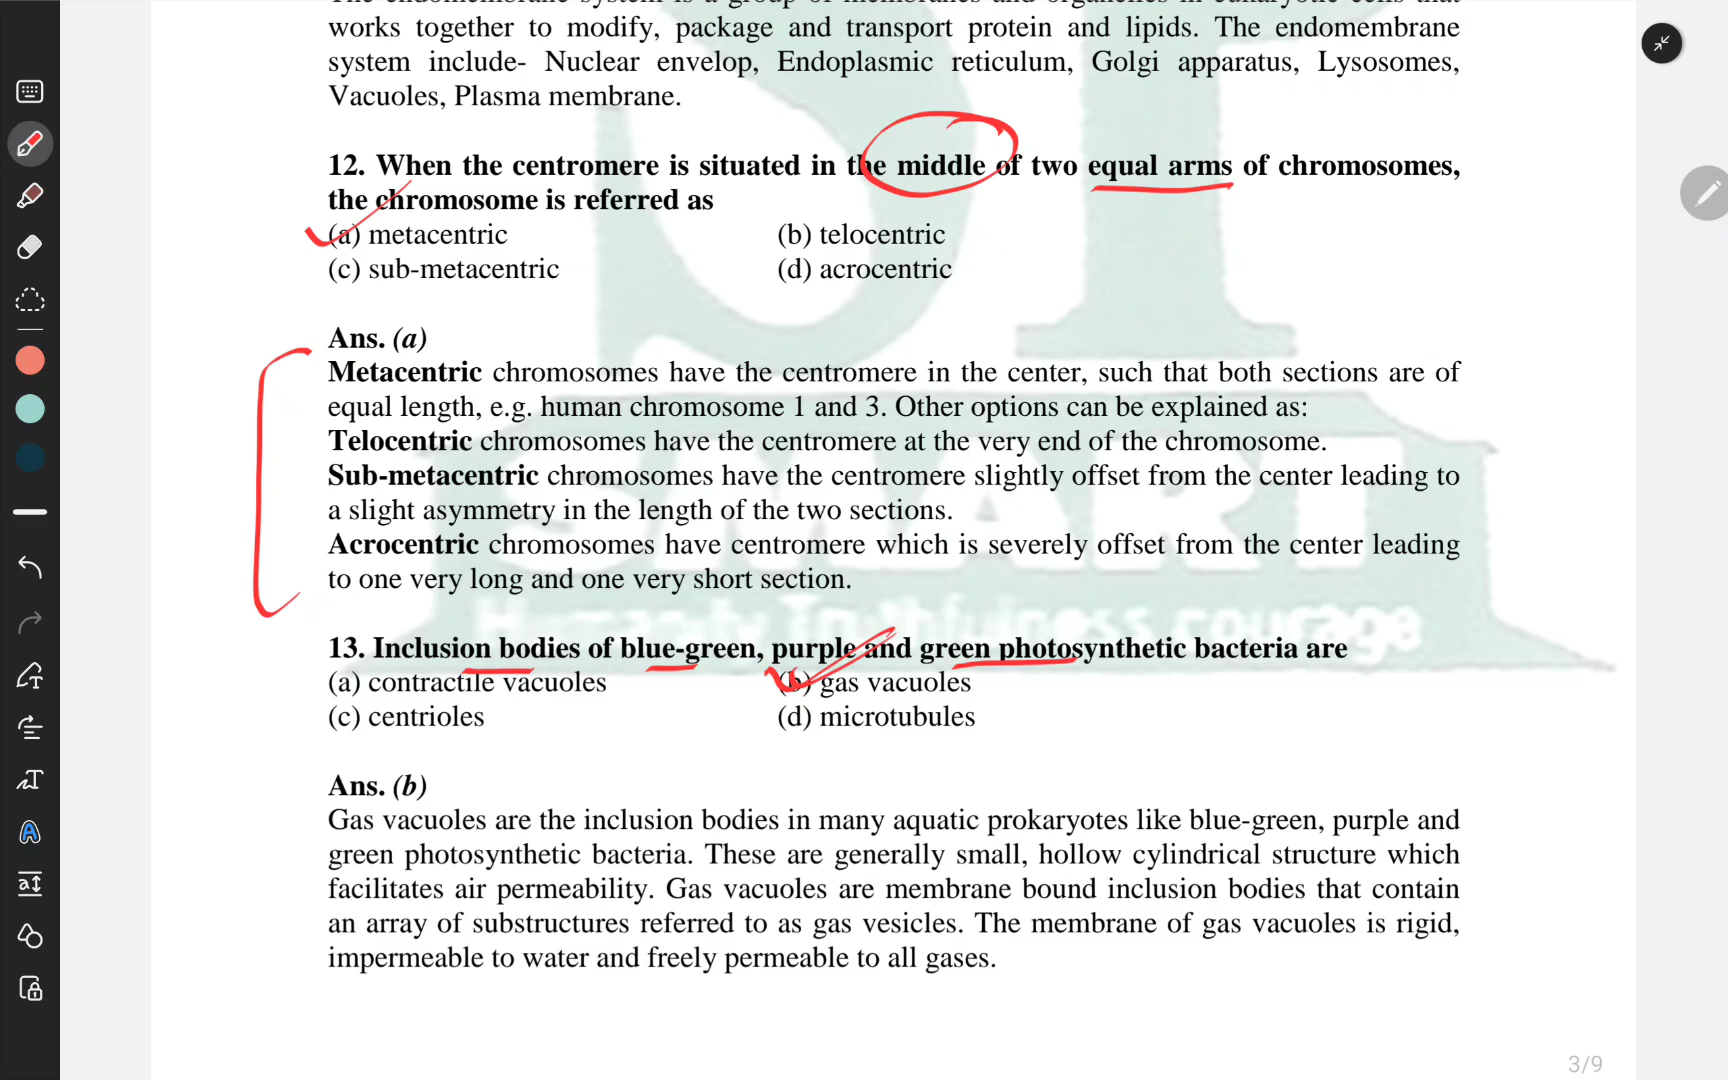 works together to modify, package and transport protein and lipids. The endomembrane
system include- Nuclear envelop, Endoplasmic reticulum, Golgi apparatus, Lysosomes,
Vacuoles, Plasma membrane.
12. When the centromere is situated in the middle of two equal arms of chromosomes,
the chromosome is referred as
(a) metacentric (b) telocentric
(c) sub-metacentric (d) acrocentric
Ans. (a)
Metacentric chromosomes have the centromere in the center, such that both sections are of
equal length, e.g. human chromosome 1 and 3. Other options can be explained as:
Telocentric chromosomes have the centromere at the very end of the chromosome.
Sub-metacentric chromosomes have the centromere slightly offset from the center leading to
a slight asymmetry in the length of the two sections.
Acrocentric chromosomes have centromere which is severely offset from the center leading
to one very long and one very short section.
13. Inclusion bodies of blue-green, purple and green photosynthetic bacteria are
(a) contractile vacuoles (b) gas vacuoles
(c) centrioles (d) microtubules
Ans. (b)
Gas vacuoles are the inclusion bodies in many aquatic prokaryotes like blue-green, purple and
green photosynthetic bacteria. These are generally small, hollow cylindrical structure which
facilitates air permeability. Gas vacuoles are membrane bound inclusion bodies that contain
an array of substructures referred to as gas vesicles. The membrane of gas vacuoles is rigid,
impermeable to water and freely permeable to all gases.
3/9